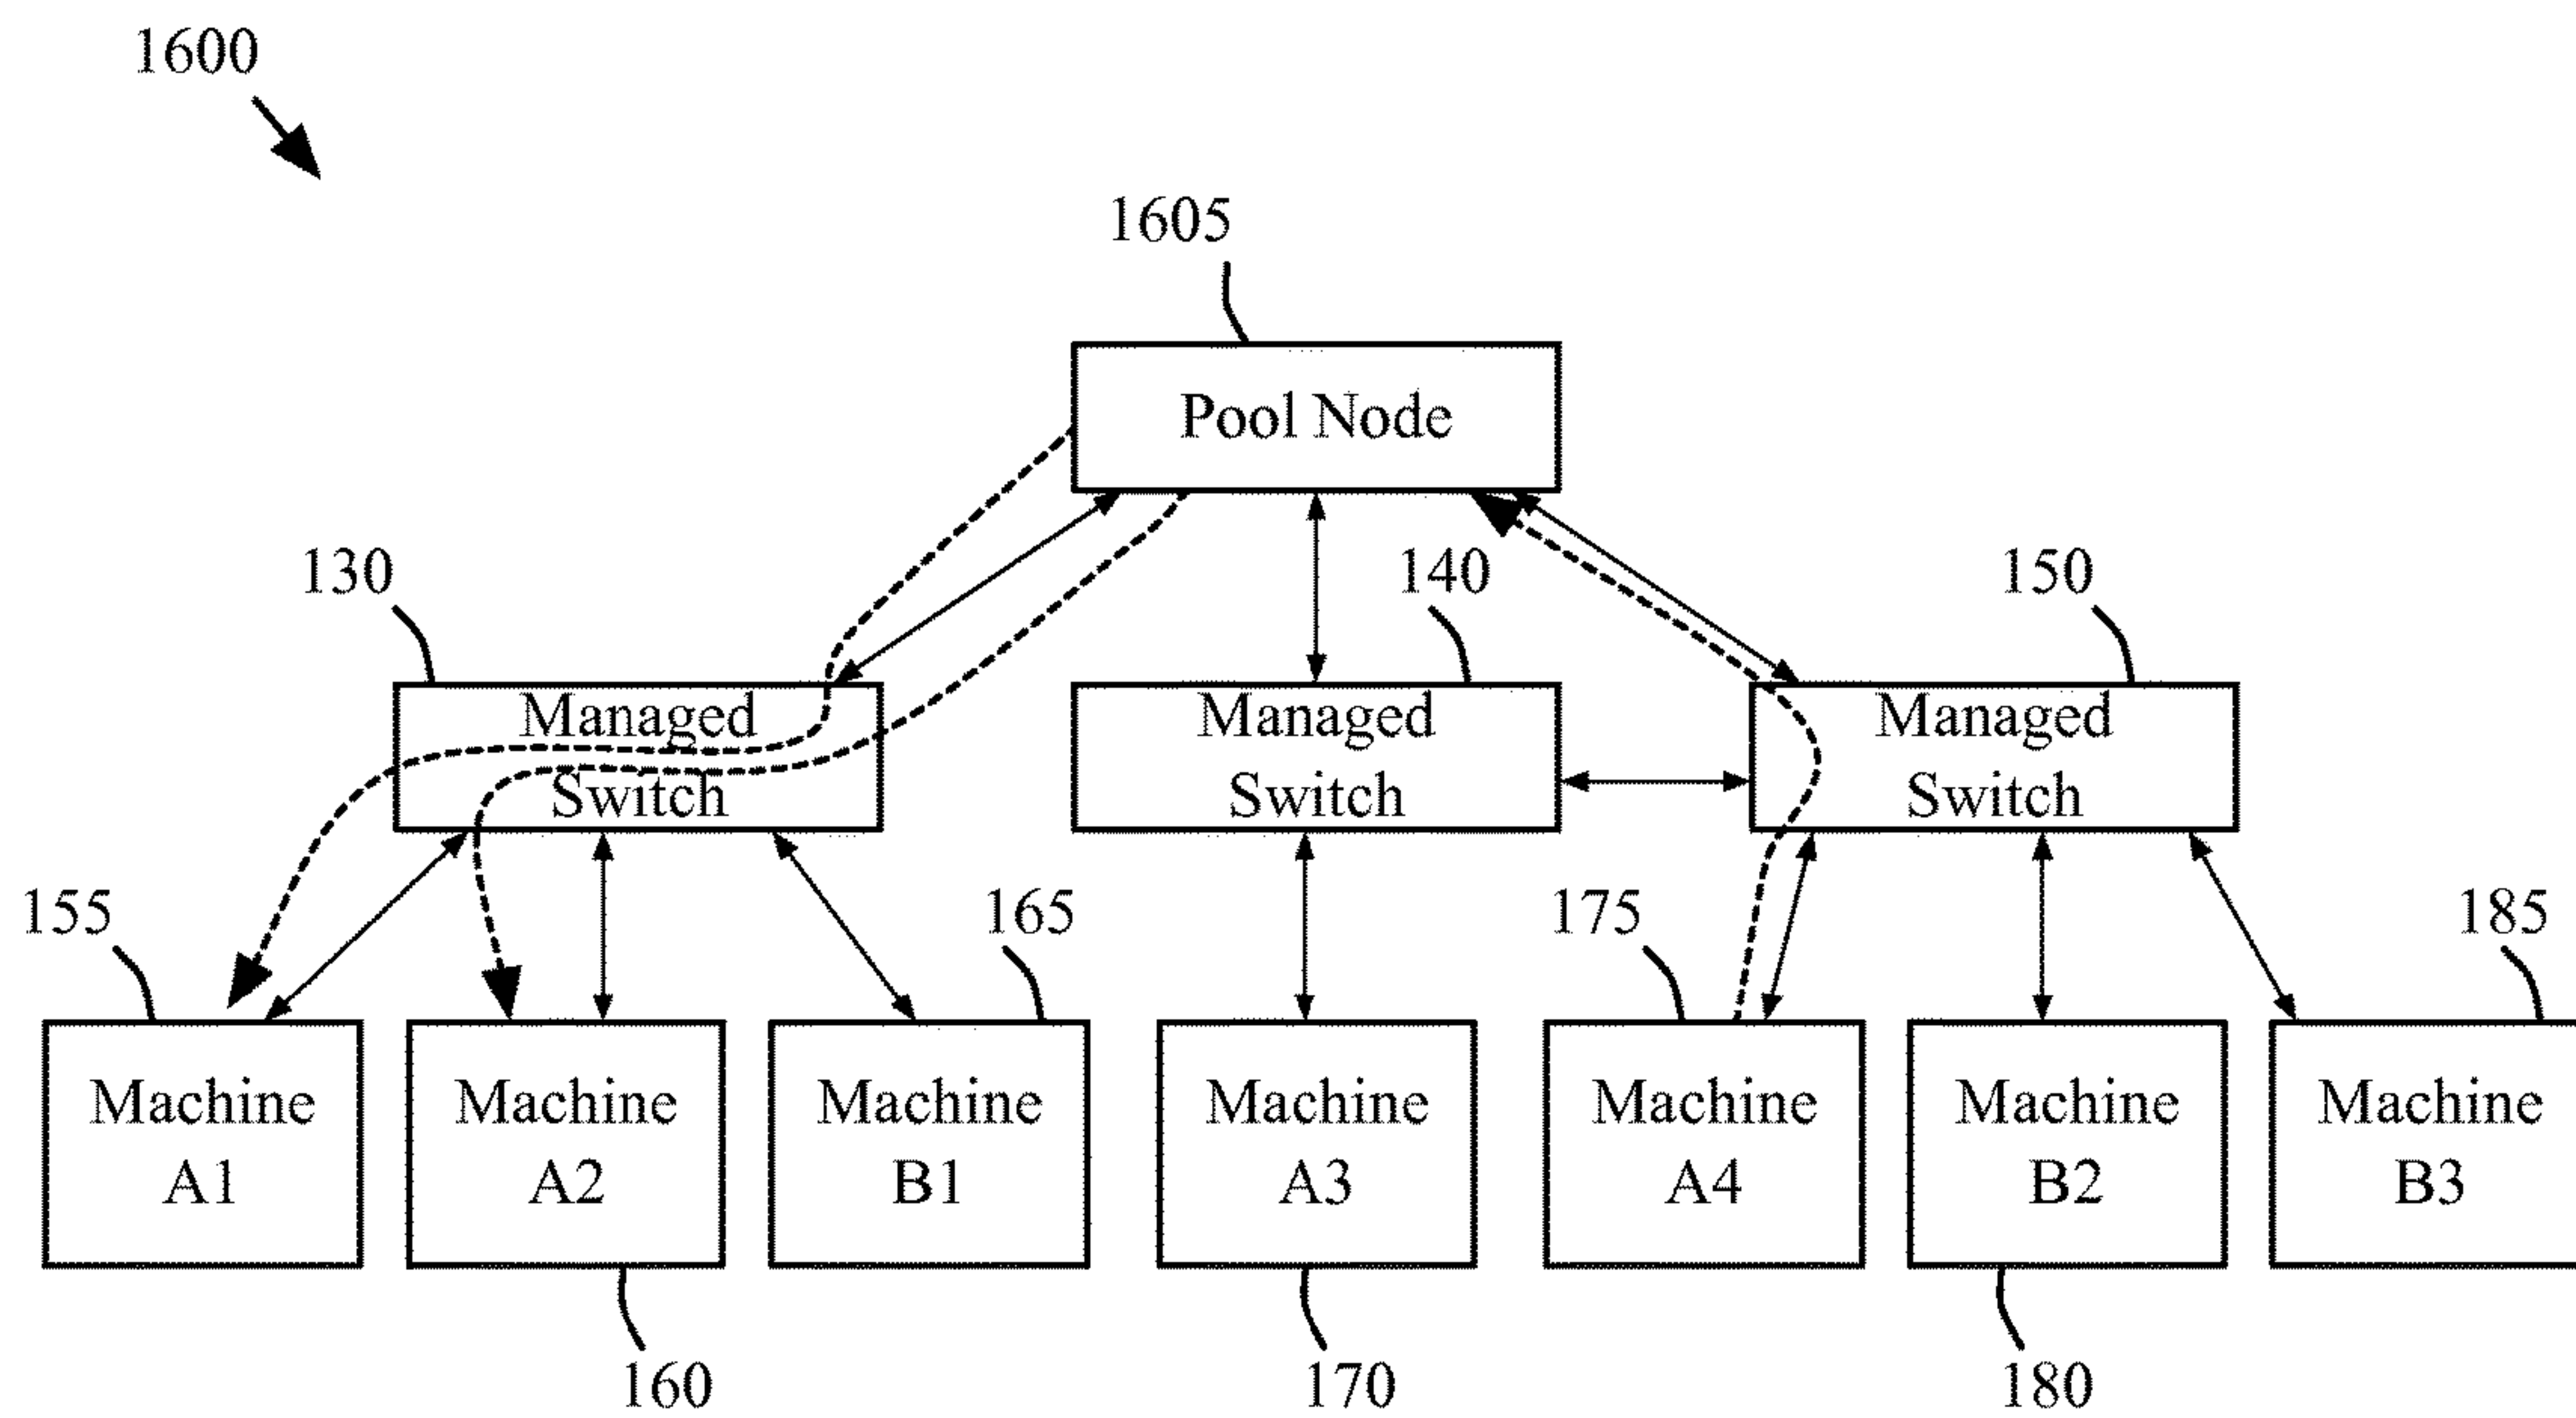 1600
1605
Pool Node
130
140
150
Managed
Switch
Managed
Switch
Managed
Switch
155
165
175
185
Machine
A1
Machine
A2
Machine
B1
Machine
A3
Machine
A4
Machine
B2
Machine
B3
160
170
180